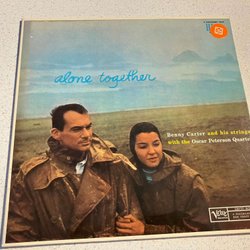 alone together
Benny Carter and his strings
with the Oscar Peterson Quartet
Verve